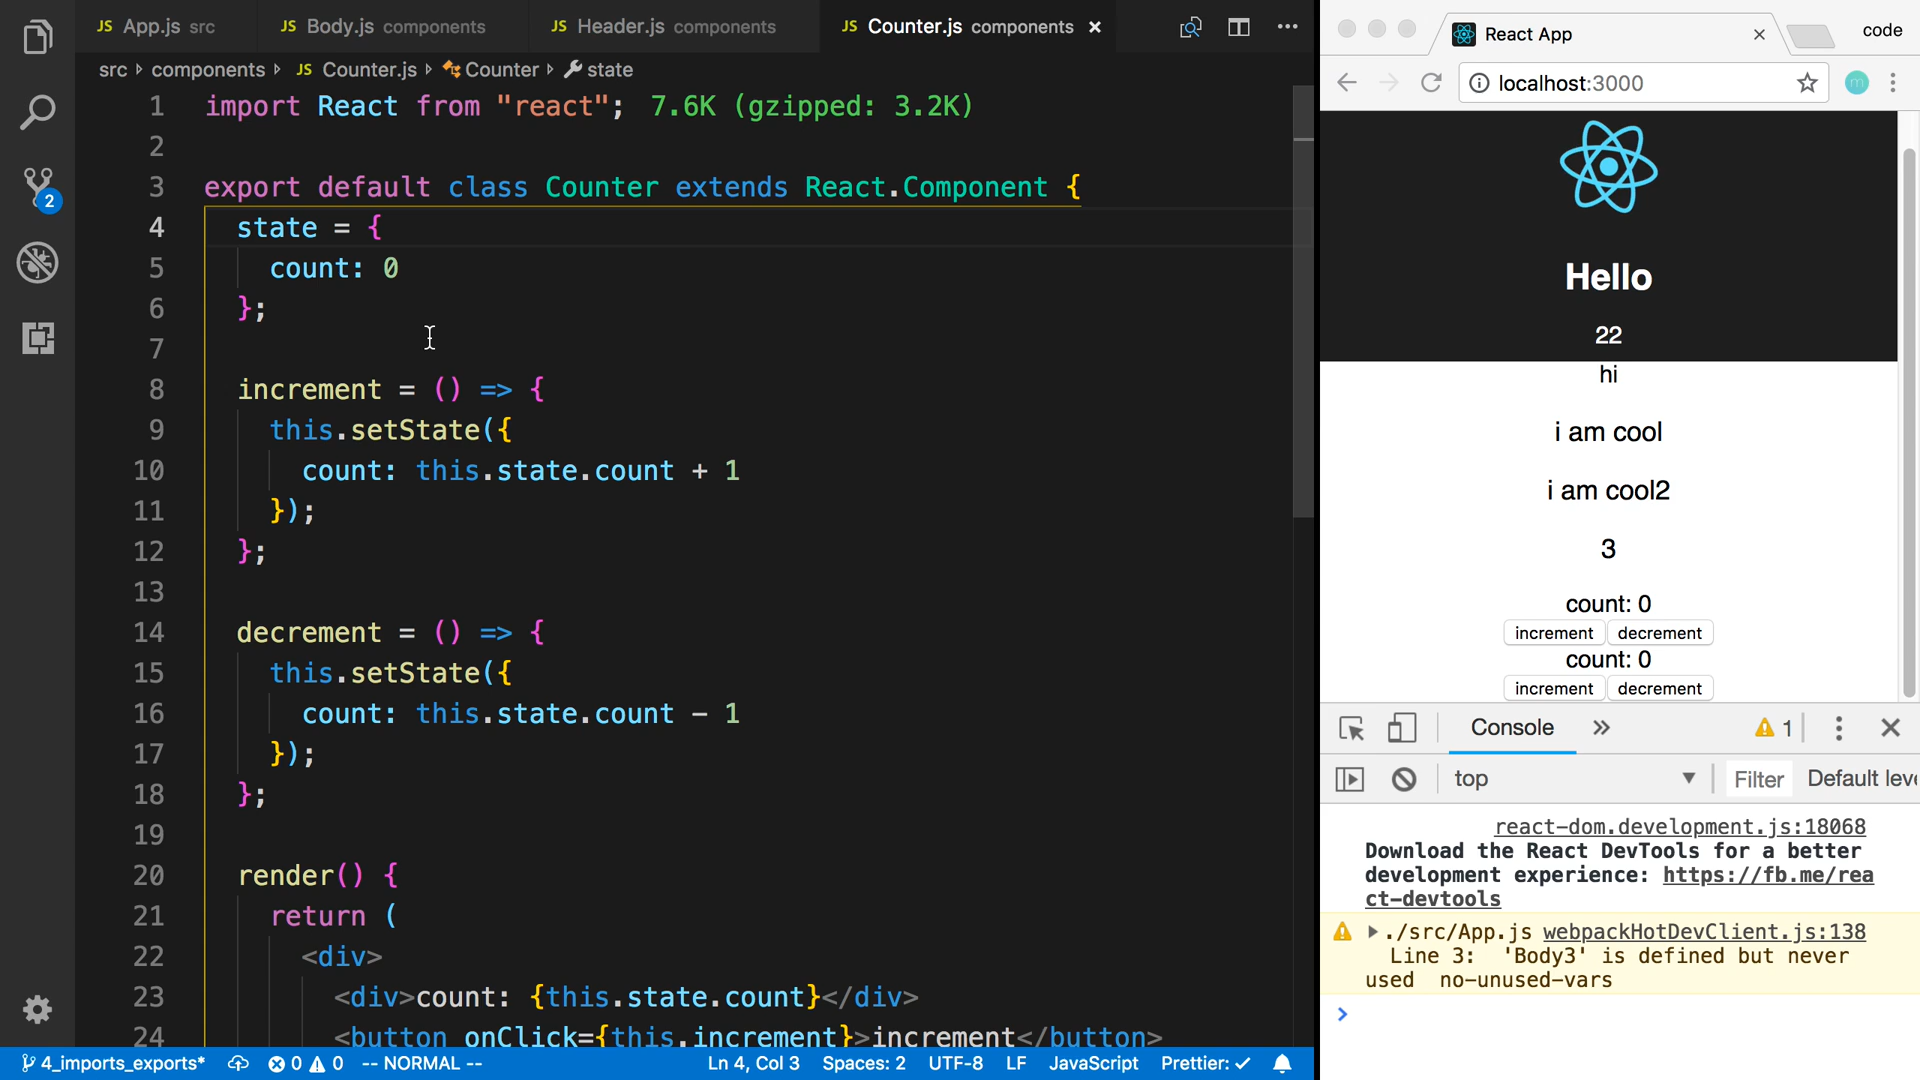 JS App.js src JS Body.js components JS Header.js components JS Counter.js components
src components JS Counter.js Counter state
1 import React from "react"; 7.6K (gzipped: 3.2K)
2
3 export default class Counter extends React.Component {
4 state = {
5 count: 0
6 };
7
8 increment = () => {
9 this.setState({
10 count: this.state.count + 1
11 });
12 };
13
14 decrement = () => {
15 this.setState({
16 count: this.state.count - 1
17 });
18 };
19
20 render() {
21 return (
22 <div>
23 <div>count: {this.state.count}</div>
24 <button onClick={this.increment}>increment</button>
2
4_imports_exports* 0 0 -- NORMAL -- Ln 4, Col 3 Spaces: 2 UTF-8 LF JavaScript Prettier: ✓
React App code
localhost:3000 m
Hello
22
hi
i am cool
i am cool2
3
count: 0
increment decrement
count: 0
increment decrement
Console 1
top Filter Default leve
react-dom.development.js:18068
Download the React DevTools for a better
development experience: https://fb.me/rea
ct-devtools
./src/App.js webpackHotDevClient.js:138
Line 3: 'Body3' is defined but never
used no-unused-vars